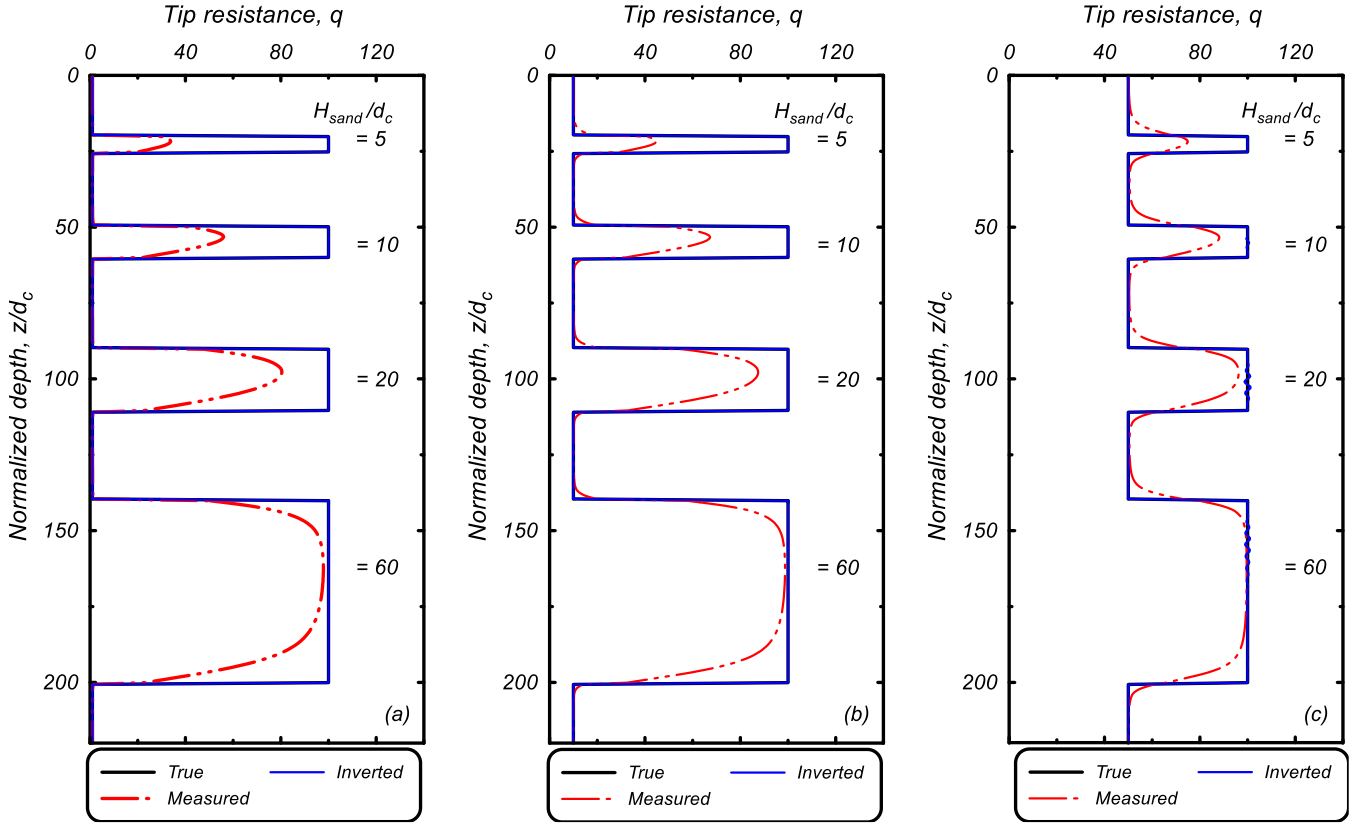 Tip resistance, q
0 40 80 120
0
50
100
150
200
Normalized depth, z/dc
Hsand/dc
= 5
= 10
= 20
= 60
(a)
True
Inverted
Measured
Tip resistance, q
0 40 80 120
0
50
100
150
200
Normalized depth, z/dc
Hsand/dc
= 5
= 10
= 20
= 60
(b)
True
Inverted
Measured
Tip resistance, q
0 40 80 120
0
50
100
150
200
Normalized depth, z/dc
Hsand/dc
= 5
= 10
= 20
= 60
(c)
True
Inverted
Measured